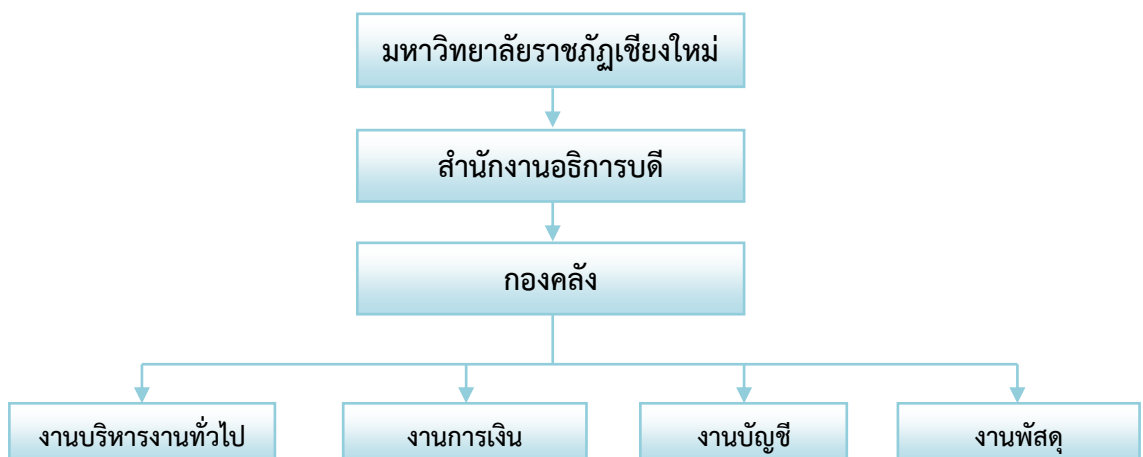 มหาวิทยาลัยราชภัฏเชียงใหม่
สำนักงานอธิการบดี
กองคลัง
งานบริหารงานทั่วไป
งานการเงิน
งานบัญชี
งานพัสดุ